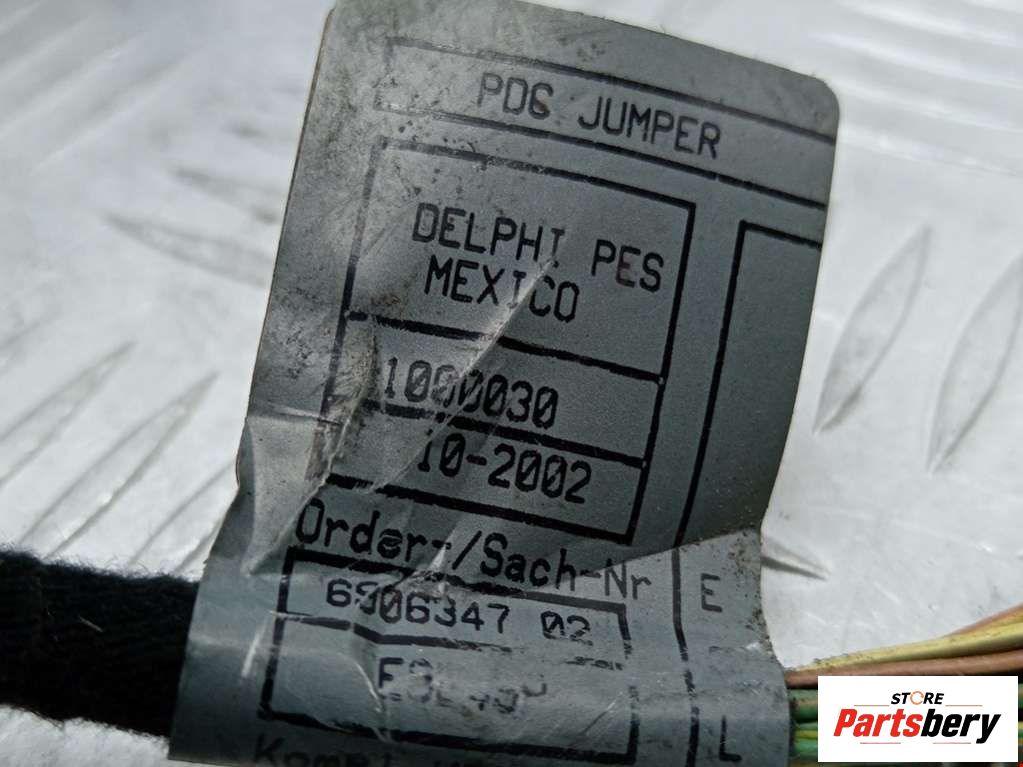 PDC JUMPER
DELPHI PES
MEXICO
1000030
10-2002
Order-/Sach-Nr
6906347 02
E
L
STORE
Partsbery